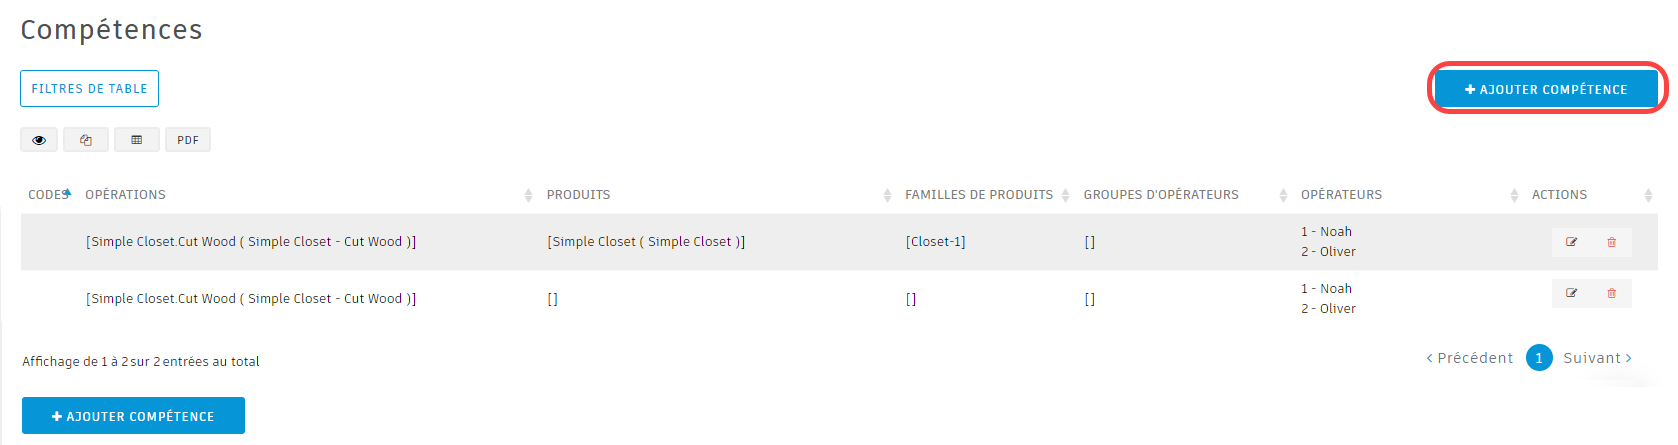 Compétences
FILTRES DE TABLE
AJOUTER COMPÉTENCE
PDF
CODES OPÉRATIONS PRODUITS FAMILLES DE PRODUITS GROUPES D'OPÉRATEURS OPÉRATEURS ACTIONS
[Simple Closet.Cut Wood ( Simple Closet - Cut Wood )] [Simple Closet ( Simple Closet )] [Closet-1] [] 1 - Noah
2 - Oliver
[Simple Closet.Cut Wood ( Simple Closet - Cut Wood )] [] [] [] 1 - Noah
2 - Oliver
Affichage de 1 à 2 sur 2 entrées au total
Précédent 1 Suivant
AJOUTER COMPÉTENCE